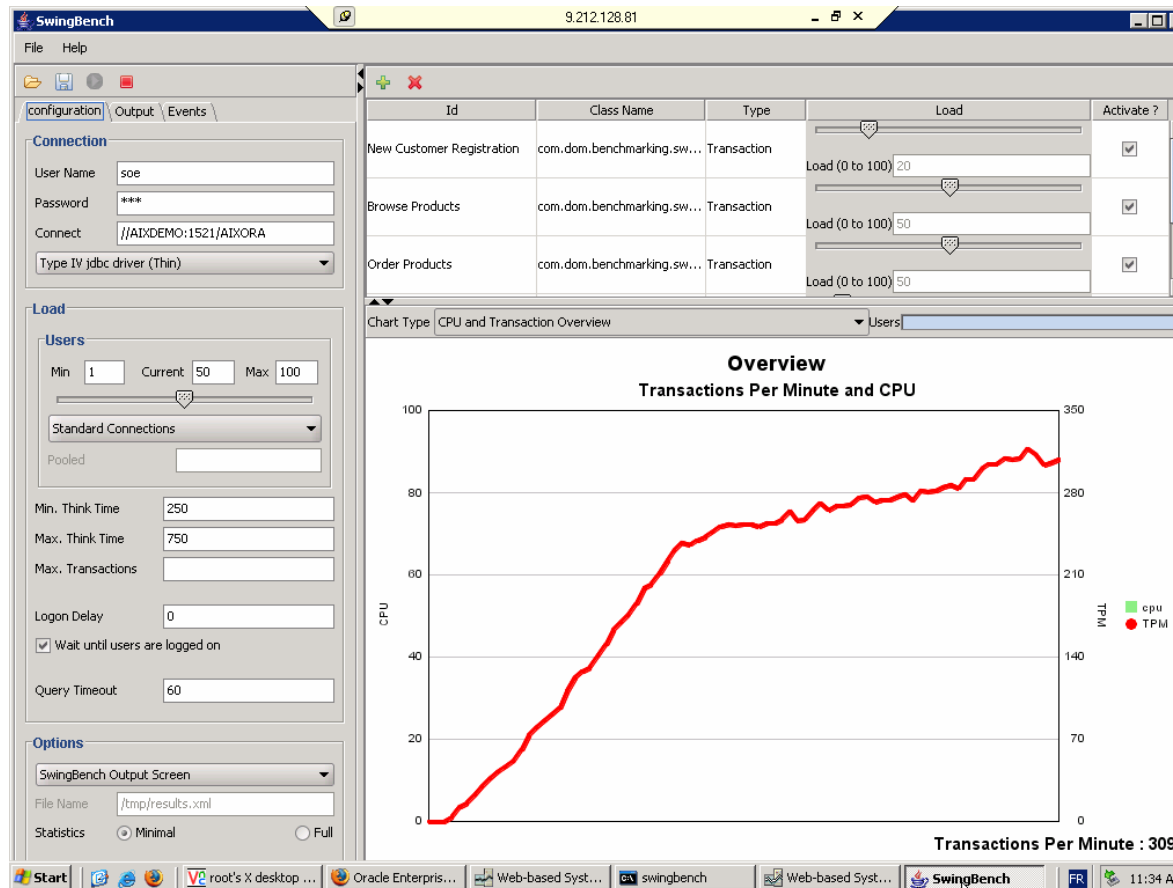 SwingBench
9.212.128.81
File Help
configuration Output Events
Connection
User Name soe
Password ***
Connect //AIXDEMO:1521/AIXORA
Type IV jdbc driver (Thin)
Load
Users
Min 1 Current 50 Max 100
Standard Connections
Pooled
Min. Think Time 250
Max. Think Time 750
Max. Transactions
Logon Delay 0
Wait until users are logged on
Query Timeout 60
Options
SwingBench Output Screen
File Name /tmp/results.xml
Statistics Minimal Full
Id Class Name Type Load Activate ?
New Customer Registration com.dom.benchmarking.sw... Transaction
Load (0 to 100) 20
Browse Products com.dom.benchmarking.sw... Transaction
Load (0 to 100) 50
Order Products com.dom.benchmarking.sw... Transaction
Load (0 to 100) 50
Chart Type CPU and Transaction Overview Users
Overview
Transactions Per Minute and CPU
100 350
80 280
60 210
CPU TPM
cpu
TPM
40 140
20 70
0 0
Transactions Per Minute : 309
Start root's X desktop ... Oracle Enterpris... Web-based Syst... swingbench Web-based Syst... SwingBench FR 11:34 A